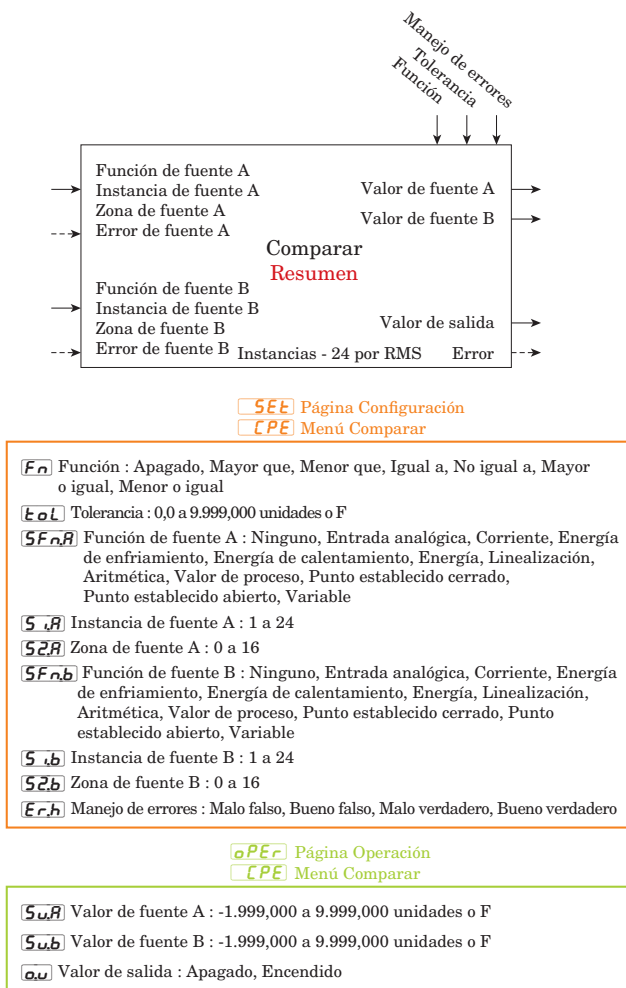 Manejo de errores
Tolerancia
Función
Función de fuente A
Instancia de fuente A
Zona de fuente A
Error de fuente A
Valor de fuente A
Valor de fuente B
Comparar
Resumen
Función de fuente B
Instancia de fuente B
Zona de fuente B
Error de fuente B
Valor de salida
Instancias - 24 por RMS
Error
SEt Página Configuración
CPE Menú Comparar
Fn Función : Apagado, Mayor que, Menor que, Igual a, No igual a, Mayor
o igual, Menor o igual
toL Tolerancia : 0,0 a 9.999,000 unidades o F
SFn.A Función de fuente A : Ninguno, Entrada analógica, Corriente, Energía
de enfriamiento, Energía de calentamiento, Energía, Linealización,
Aritmética, Valor de proceso, Punto establecido cerrado,
Punto establecido abierto, Variable
Si.A Instancia de fuente A : 1 a 24
SZ.A Zona de fuente A : 0 a 16
SFn.b Función de fuente B : Ninguno, Entrada analógica, Corriente, Energía
de enfriamiento, Energía de calentamiento, Energía, Linealización,
Aritmética, Valor de proceso, Punto establecido cerrado, Punto
establecido abierto, Variable
Si.b Instancia de fuente B : 1 a 24
SZ.b Zona de fuente B : 0 a 16
Er.h Manejo de errores : Malo falso, Bueno falso, Malo verdadero, Bueno verdadero
oPEr Página Operación
CPE Menú Comparar
Su.A Valor de fuente A : -1.999,000 a 9.999,000 unidades o F
Su.b Valor de fuente B : -1.999,000 a 9.999,000 unidades o F
o.u Valor de salida : Apagado, Encendido